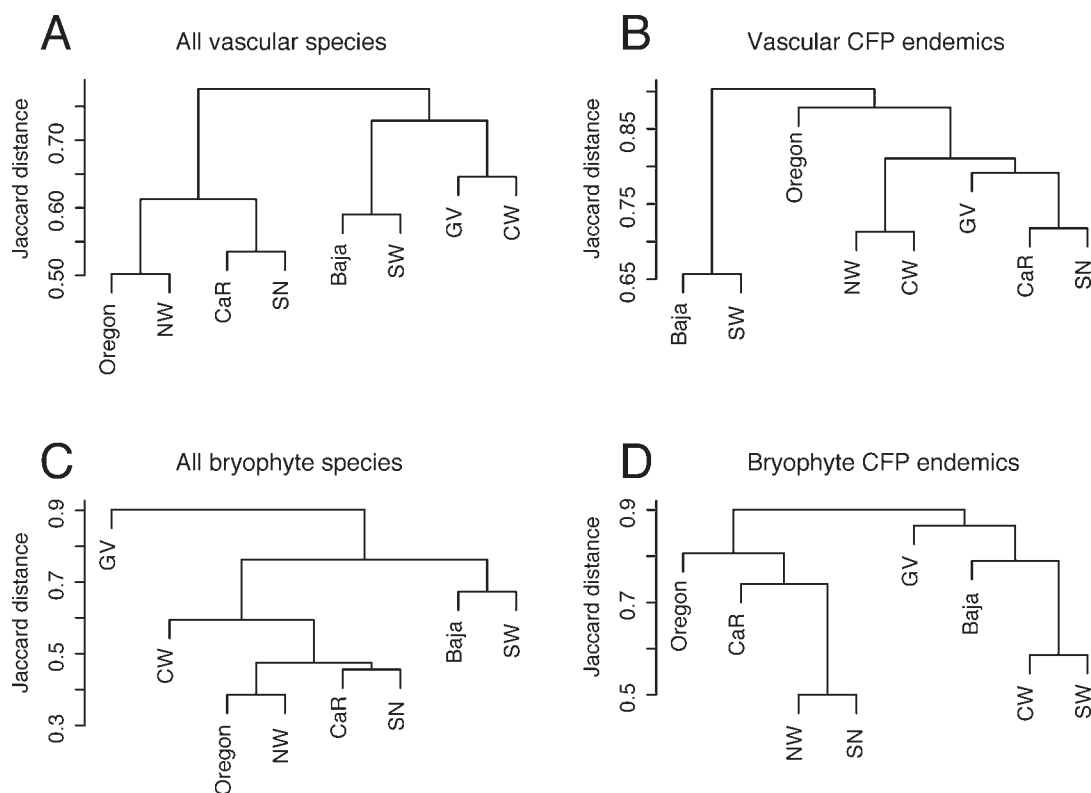 A All vascular species
Jaccard distance
0.70
0.60
0.50
Oregon
NW
CaR
SN
Baja
SW
GV
CW
B Vascular CFP endemics
Jaccard distance
0.85
0.75
0.65
Baja
SW
Oregon
NW
CW
GV
CaR
SN
C All bryophyte species
Jaccard distance
0.9
0.7
0.5
0.3
GV
CW
Oregon
NW
CaR
SN
Baja
SW
D Bryophyte CFP endemics
Jaccard distance
0.9
0.7
0.5
Oregon
CaR
NW
SN
GV
Baja
CW
SW